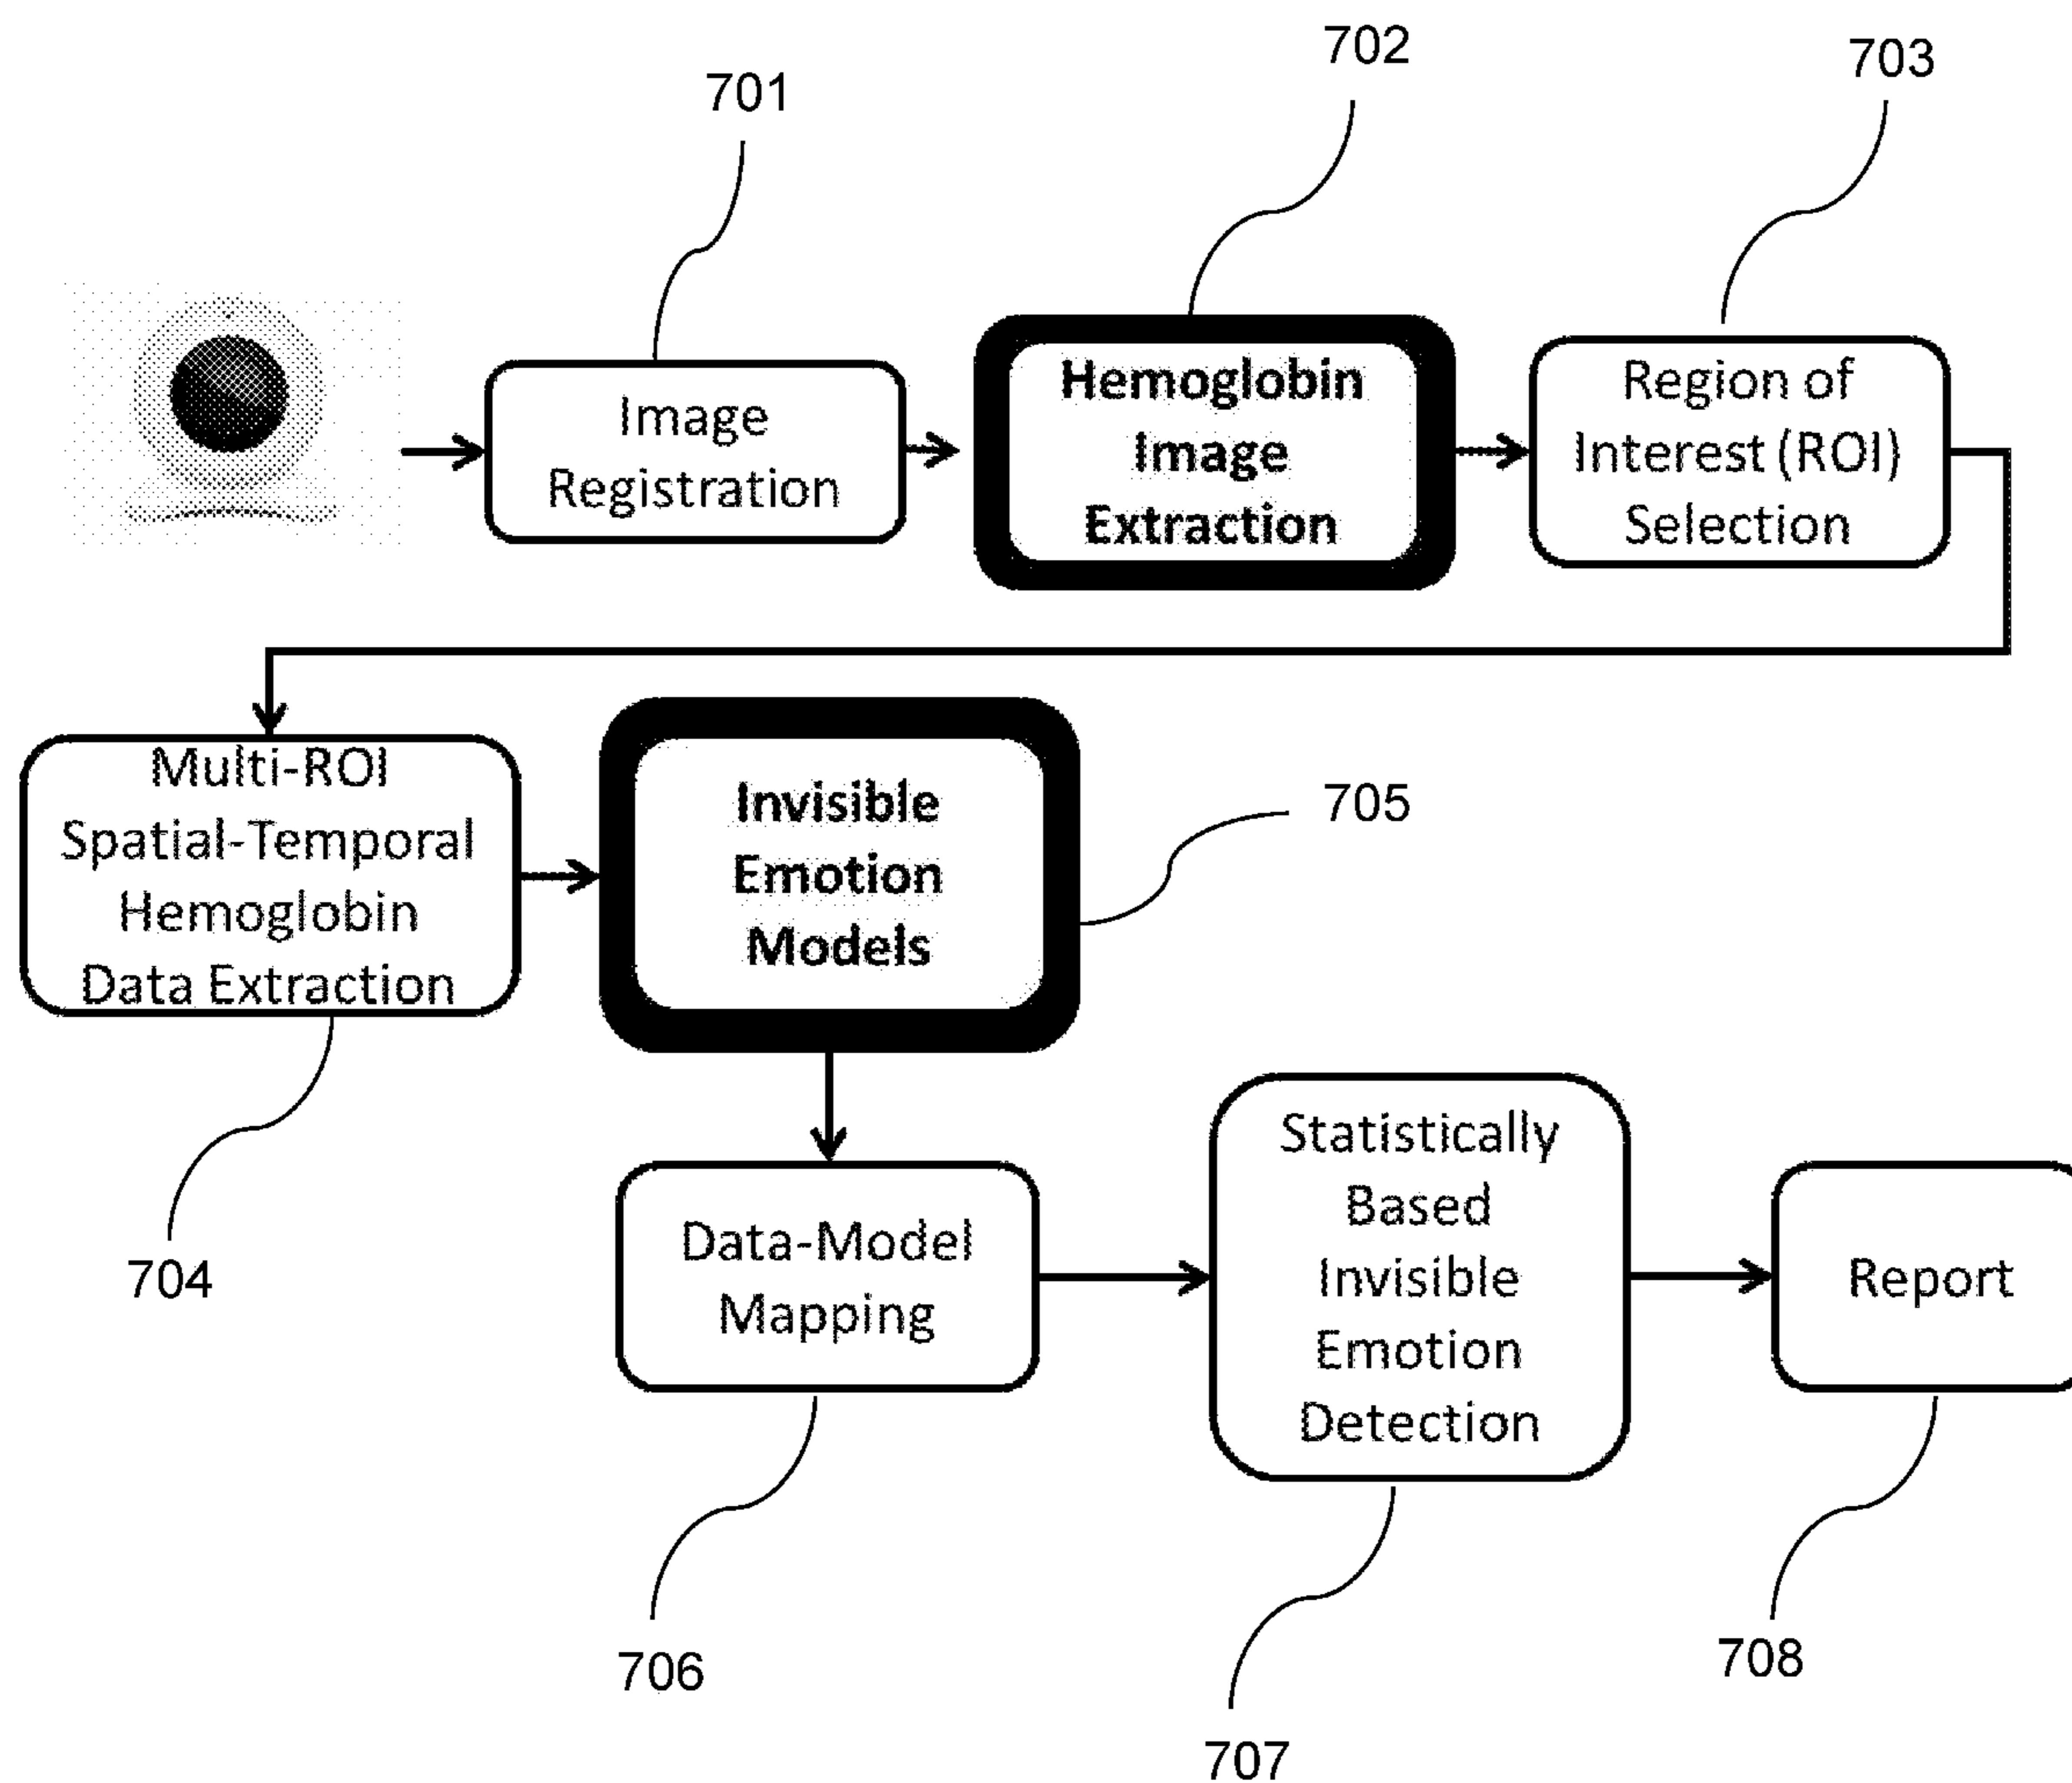 701
702
703
Image
Registration
Hemoglobin
Image
Extraction
Region of
Interest (ROI)
Selection
Multi-ROI
Spatial-Temporal
Hemoglobin
Data Extraction
704
Invisible
Emotion
Models
705
Data-Model
Mapping
706
Statistically
Based
Invisible
Emotion
Detection
707
Report
708